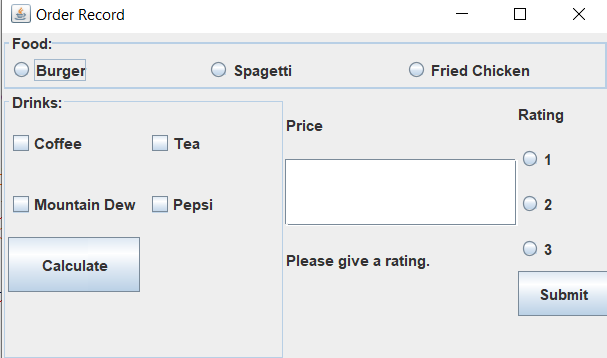 Order Record
Food:
Burger Spagetti Fried Chicken
Drinks:
Coffee Tea
Mountain Dew Pepsi
Calculate
Price
Please give a rating.
Rating
1
2
3
Submit